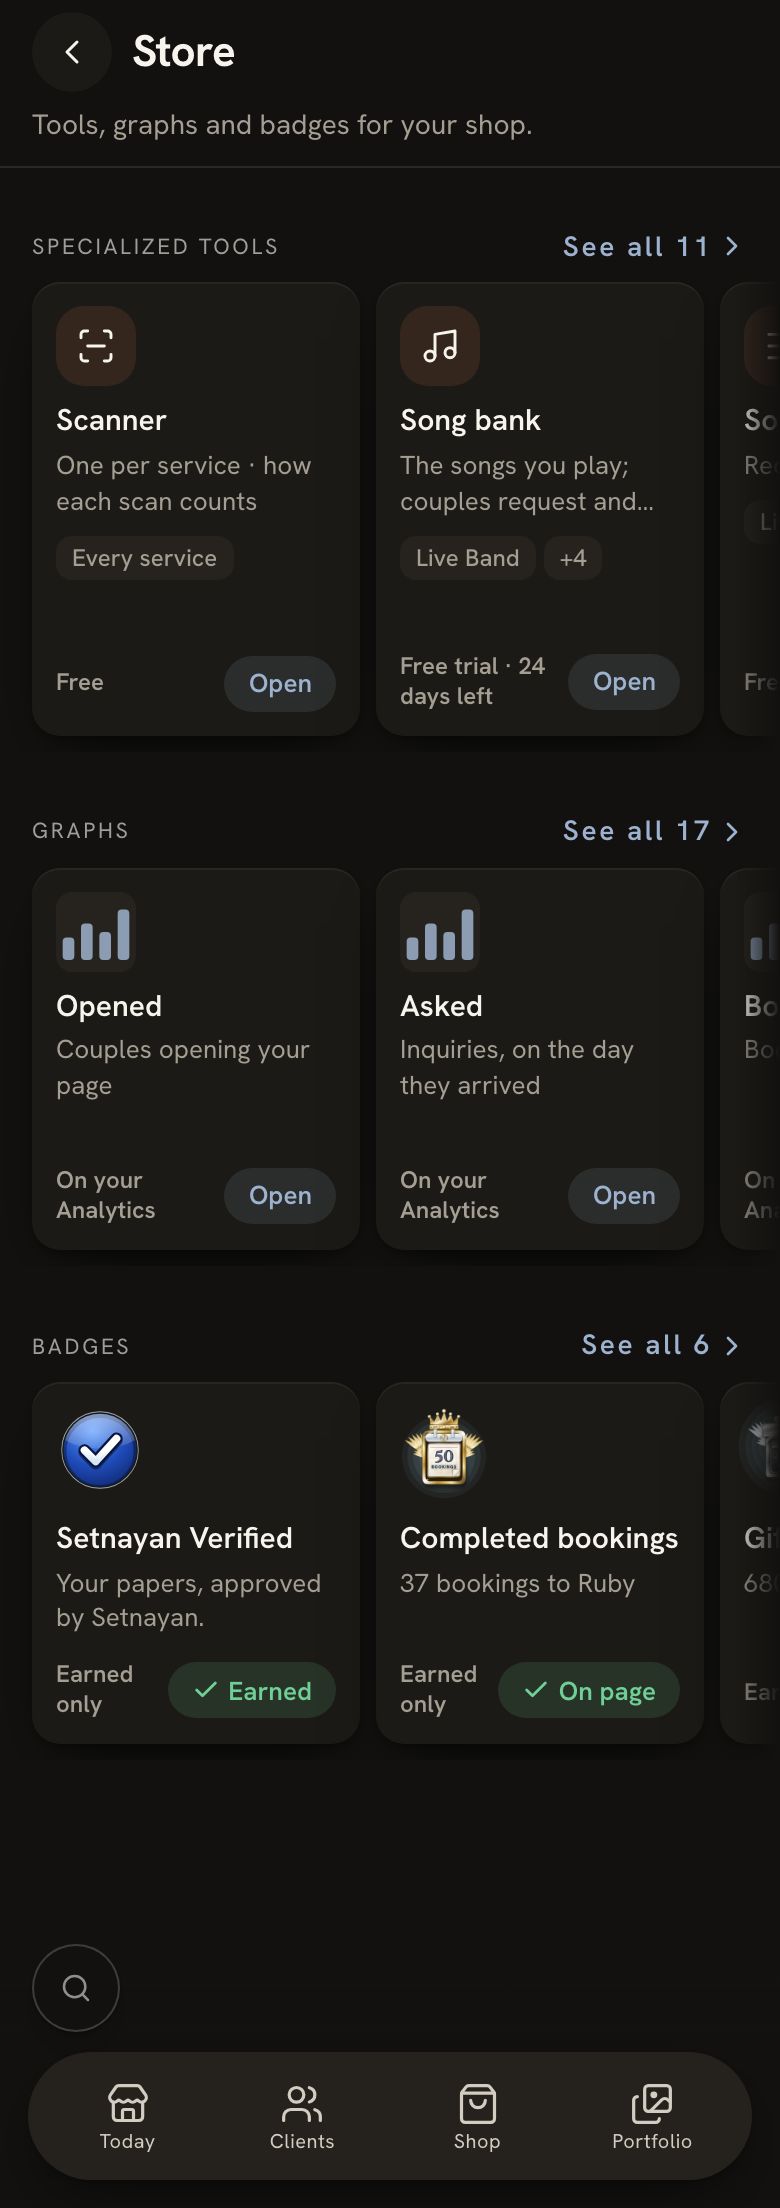 Store
Tools, graphs and badges for your shop.
SPECIALIZED TOOLS
See all 11
Scanner
One per service · how
each scan counts
Every service
Free
Open
Song bank
The songs you play;
couples request and...
Live Band
+4
Free trial · 24
days left
Open
GRAPHS
See all 17
Opened
Couples opening your
page
On your
Analytics
Open
Asked
Inquiries, on the day
they arrived
On your
Analytics
Open
On
BADGES
See all 6
Setnayan Verified
Your papers, approved
by Setnayan.
Earned
only
Earned
50
BOOKINGS
Completed bookings
37 bookings to Ruby
Earned
only
On page
Today
Clients
Shop
Portfolio